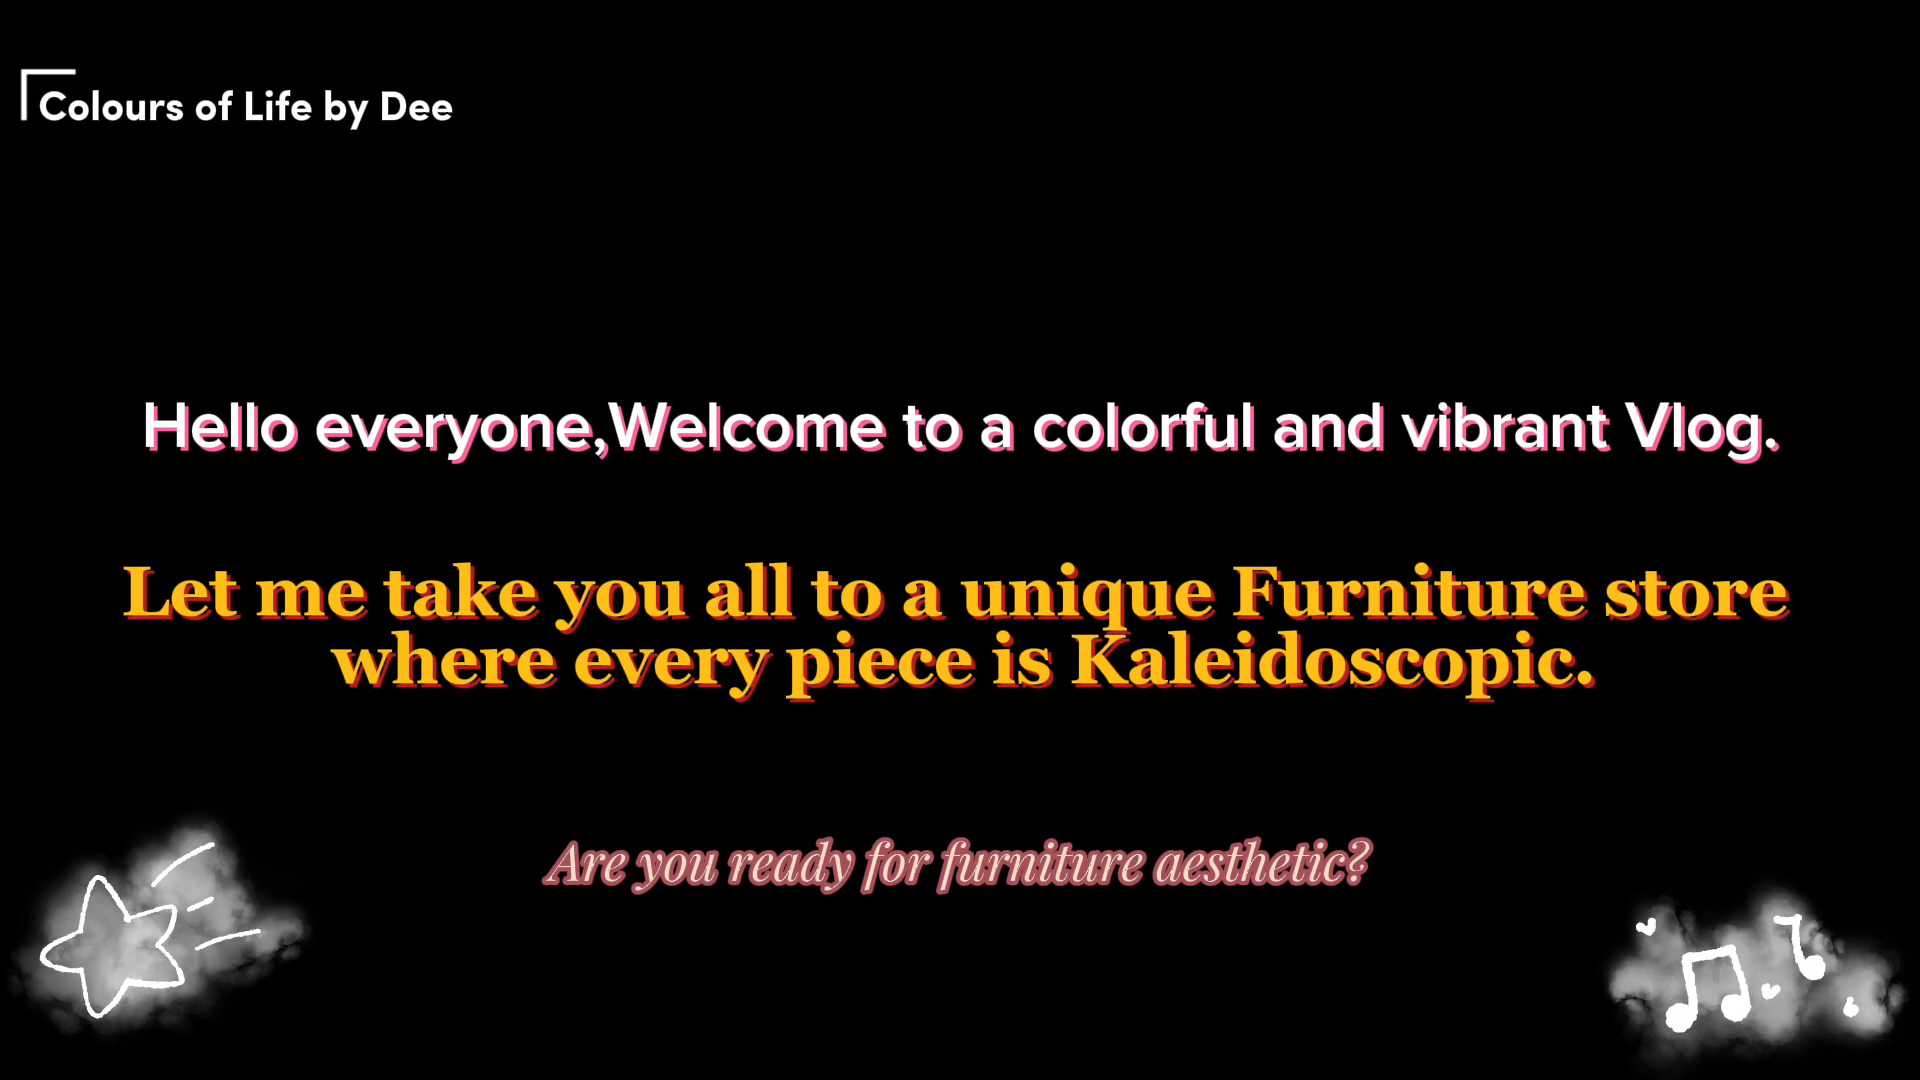 Colours of Life by Dee
Hello everyone,Welcome to a colorful and vibrant Vlog.
Let me take you all to a unique Furniture store
where every piece is Kaleidoscopic.
Are you ready for furniture aesthetic?